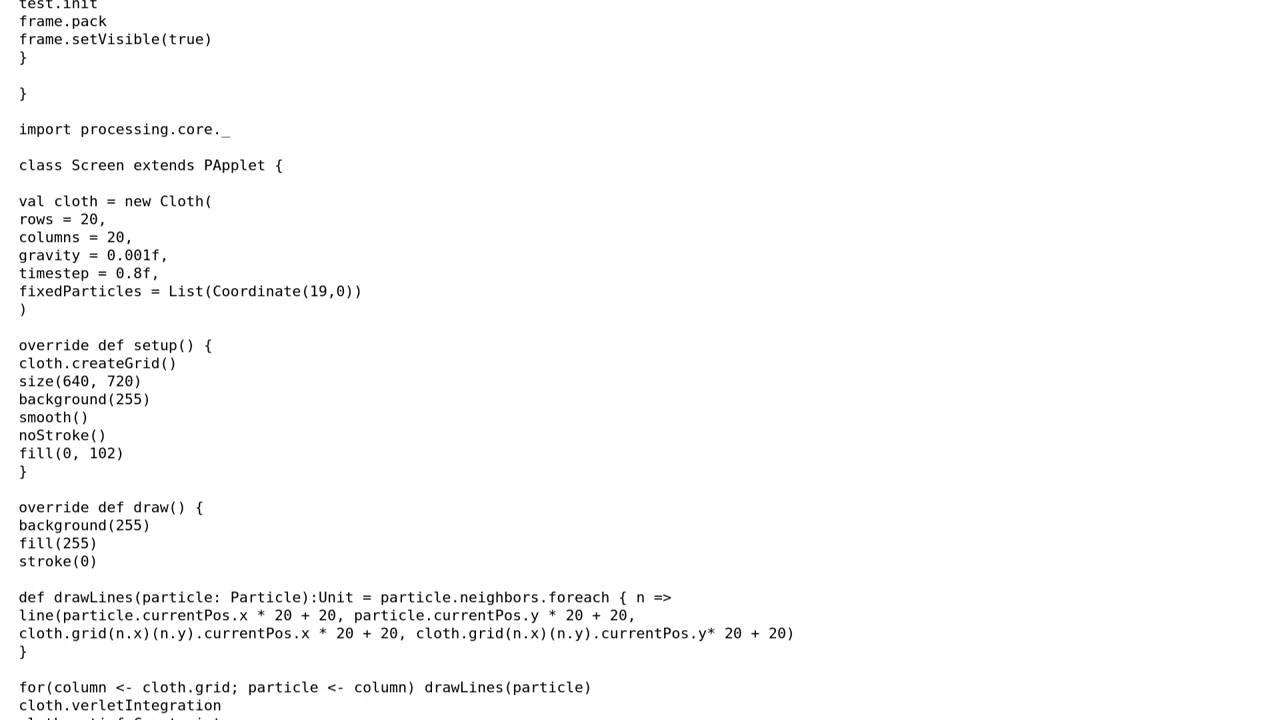 test.init
frame.pack
frame.setVisible(true)
}
}
import processing.core._
class Screen extends PApplet {
val cloth = new Cloth(
rows = 20,
columns = 20,
gravity = 0.001f,
timestep = 0.8f,
fixedParticles = List(Coordinate(19,0))
)
override def setup() {
cloth.createGrid()
size(640, 720)
background(255)
smooth()
noStroke()
fill(0, 102)
}
override def draw() {
background(255)
fill(255)
stroke(0)
def drawLines(particle: Particle):Unit = particle.neighbors.foreach { n =>
line(particle.currentPos.x * 20 + 20, particle.currentPos.y * 20 + 20,
cloth.grid(n.x)(n.y).currentPos.x * 20 + 20, cloth.grid(n.x)(n.y).currentPos.y* 20 + 20)
}
for(column <- cloth.grid; particle <- column) drawLines(particle)
cloth.verletIntegration